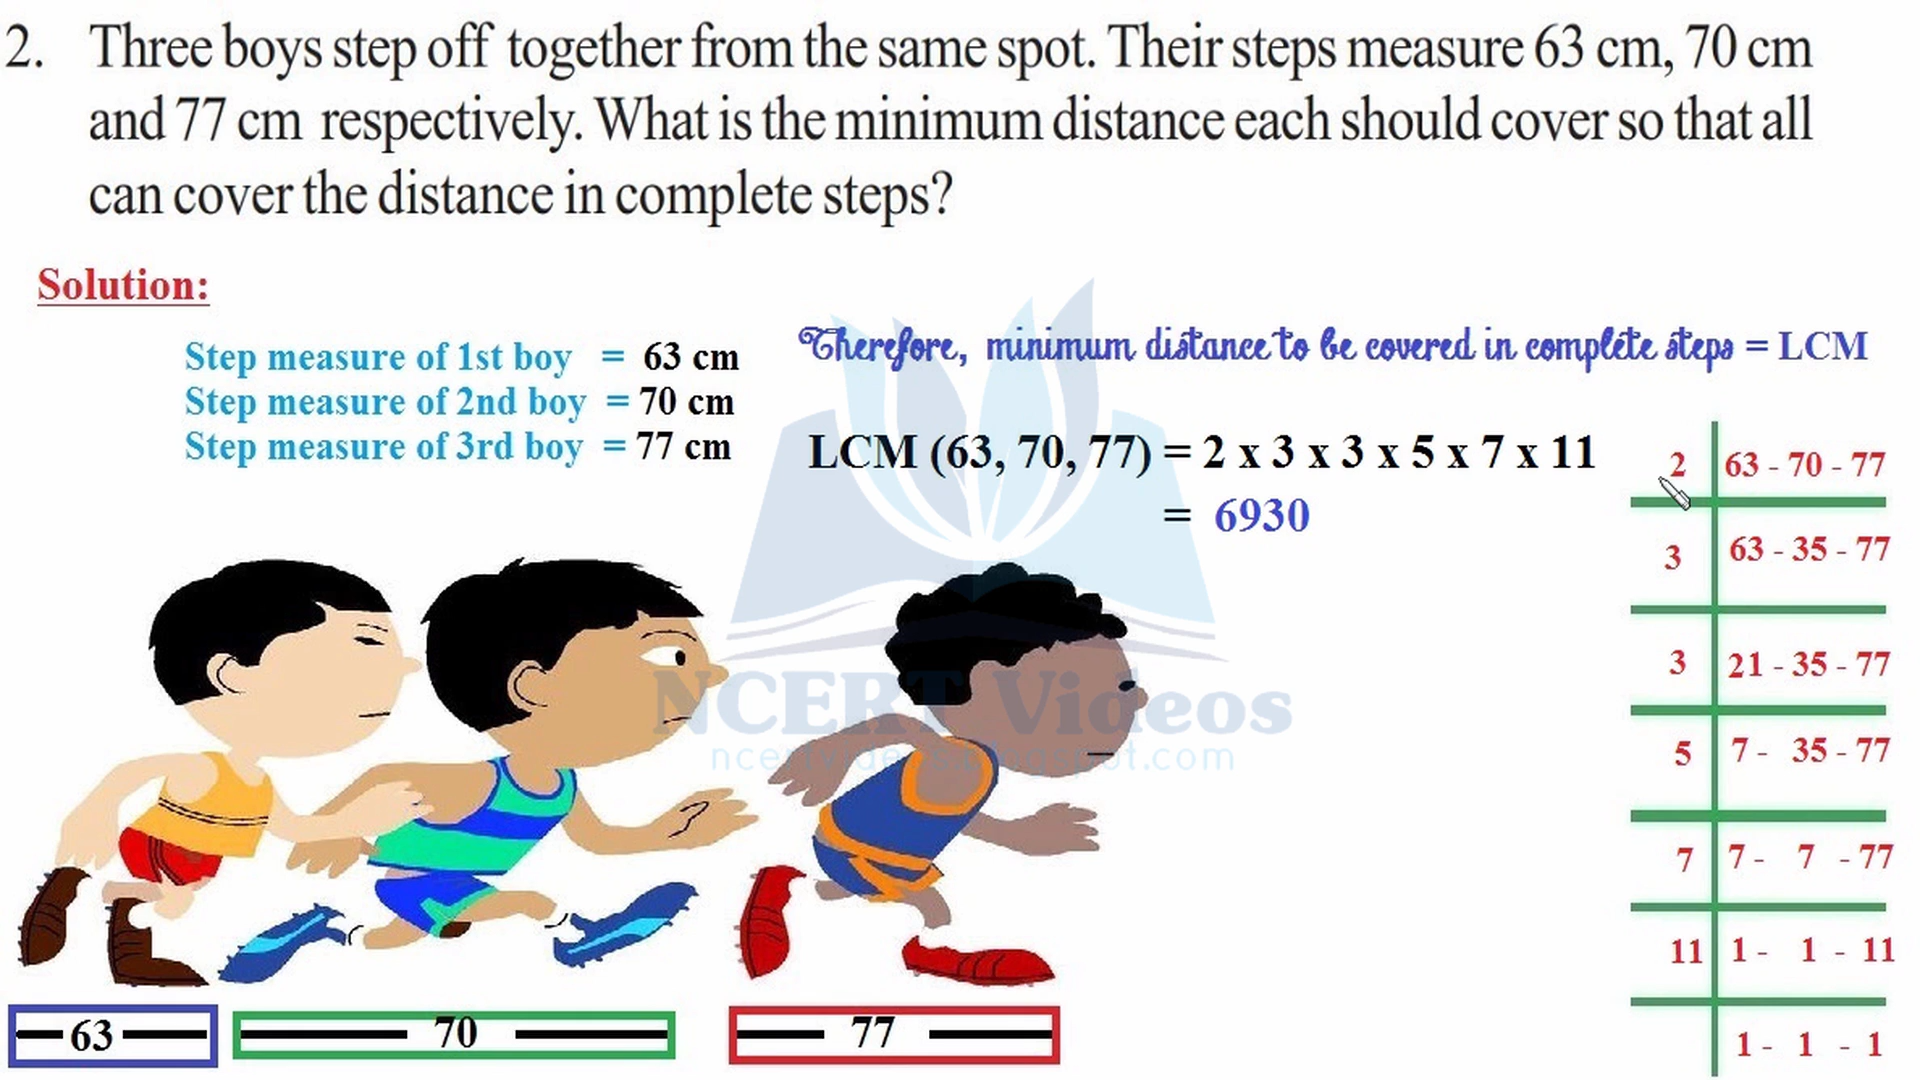 2. Three boys step off together from the same spot. Their steps measure 63 cm, 70 cm
and 77 cm respectively. What is the minimum distance each should cover so that all
can cover the distance in complete steps?
Solution:
Step measure of 1st boy = 63 cm
Step measure of 2nd boy = 70 cm
Step measure of 3rd boy = 77 cm
Therefore, minimum distance to be covered in complete steps = LCM
LCM (63, 70, 77) = 2 x 3 x 3 x 5 x 7 x 11
= 6930
2 63 - 70 - 77
3 63 - 35 - 77
3 21 - 35 - 77
5 7 - 35 - 77
7 7 - 7 - 77
11 1 - 1 - 11
1 - 1 - 1
NCERT Videos
ncertvideos.blogspot.com
63
70
77